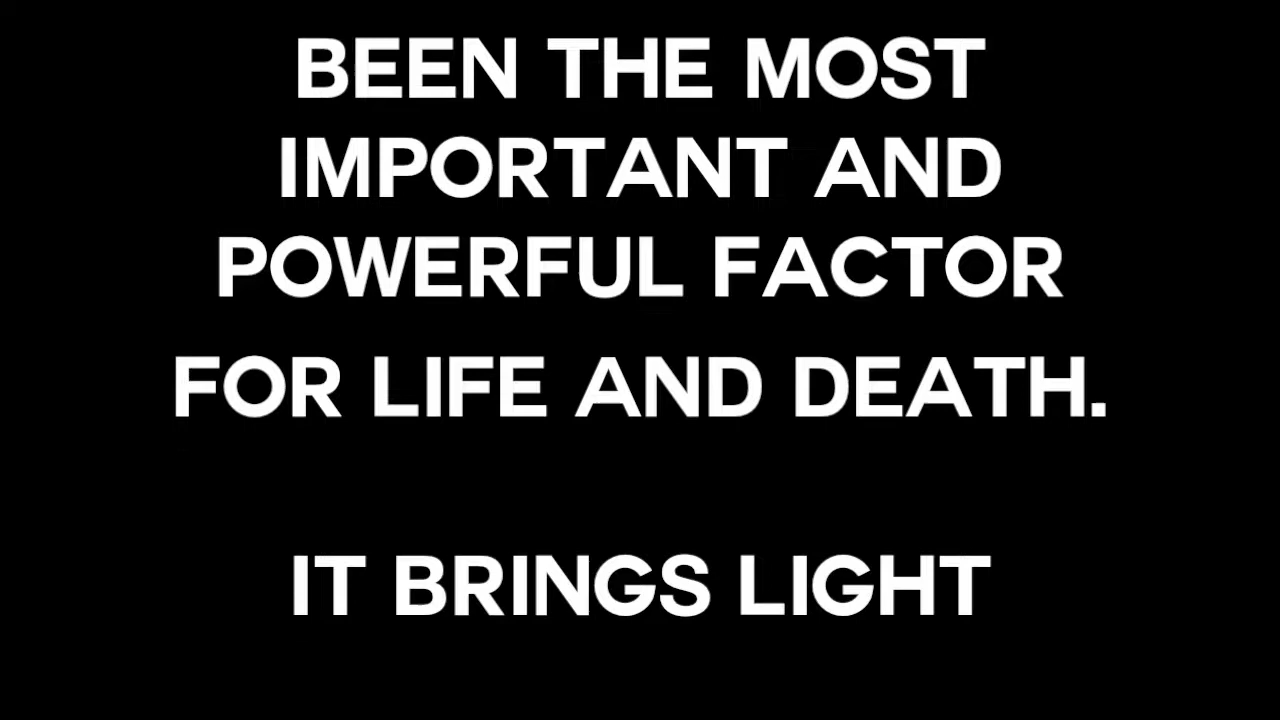 BEEN THE MOST
IMPORTANT AND
POWERFUL FACTOR
FOR LIFE AND DEATH.
IT BRINGS LIGHT